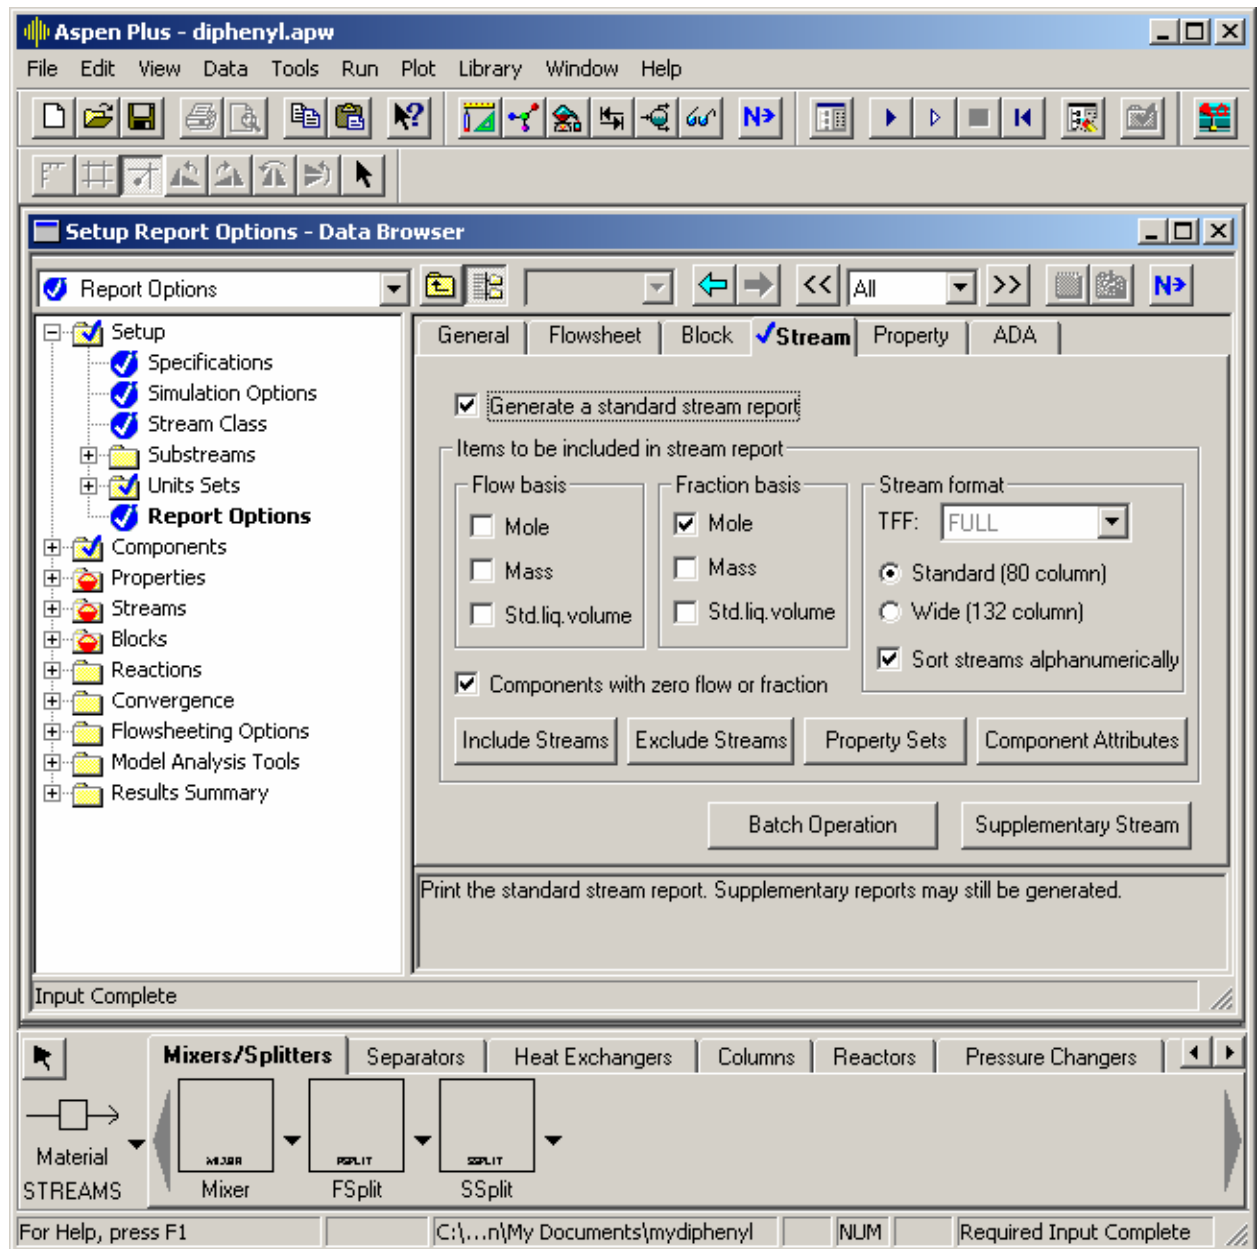 Aspen Plus - diphenyl.apw
File Edit View Data Tools Run Plot Library Window Help
N
Setup Report Options - Data Browser
Report Options
All
N
Setup
Specifications
Simulation Options
Stream Class
Substreams
Units Sets
Report Options
Components
Properties
Streams
Blocks
Reactions
Convergence
Flowsheeting Options
Model Analysis Tools
Results Summary
General Flowsheet Block Stream Property ADA
Generate a standard stream report
Items to be included in stream report
Flow basis
Mole
Mass
Std.liq.volume
Fraction basis
Mole
Mass
Std.liq.volume
Stream format
TFF: FULL
Standard (80 column)
Wide (132 column)
Sort streams alphanumerically
Components with zero flow or fraction
Include Streams Exclude Streams Property Sets Component Attributes
Batch Operation Supplementary Stream
Print the standard stream report. Supplementary reports may still be generated.
Input Complete
Mixers/Splitters Separators Heat Exchangers Columns Reactors Pressure Changers
Material
STREAMS
MIXER FSPLIT SSPLIT
Mixer FSplit SSplit
For Help, press F1 C:\...n\My Documents\mydiphenyl NUM Required Input Complete